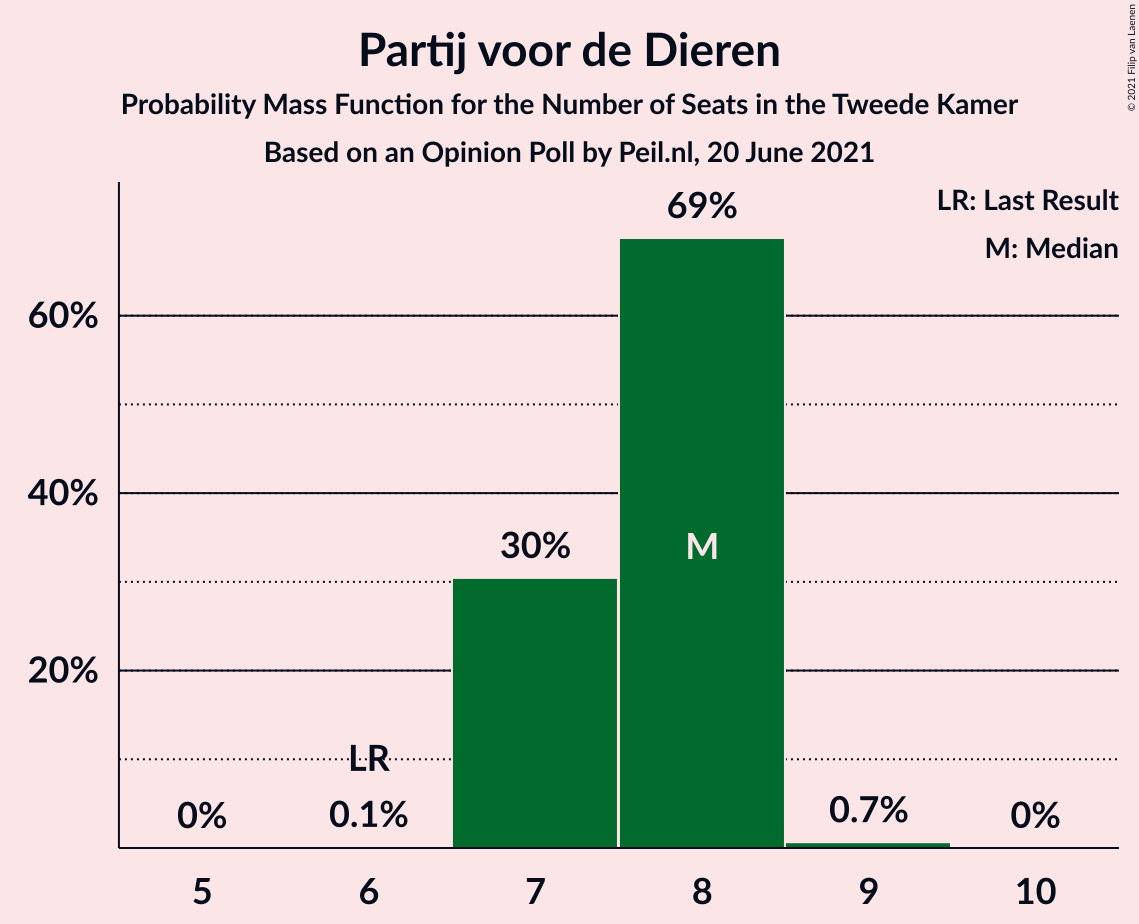 Partij voor de Dieren
Probability Mass Function for the Number of Seats in the Tweede Kamer
Based on an Opinion Poll by Peil.nl, 20 June 2021
© 2021 Filip van Laenen
LR: Last Result
M: Median
69%
60%
40%
30%
M
20%
LR
0%
0.1%
0.7%
0%
5 6 7 8 9 10